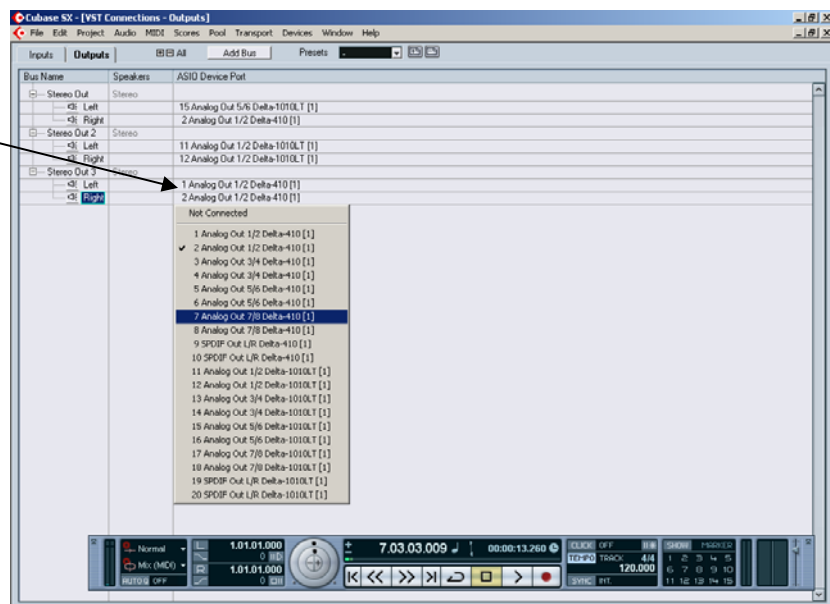 Cubase SX - [VST Connections - Outputs]
File Edit Project Audio MIDI Scores Pool Transport Devices Window Help
Inputs Outputs All Add Bus Presets -
Bus Name Speakers ASIO Device Port
Stereo Out Stereo
Left 15 Analog Out 5/6 Delta-1010LT [1]
Right 2 Analog Out 1/2 Delta-410 [1]
Stereo Out 2 Stereo
Left 11 Analog Out 1/2 Delta-1010LT [1]
Right 12 Analog Out 1/2 Delta-1010LT [1]
Stereo Out 3 Stereo
Left 1 Analog Out 1/2 Delta-410 [1]
Right 2 Analog Out 1/2 Delta-410 [1]
Not Connected
1 Analog Out 1/2 Delta-410 [1]
2 Analog Out 1/2 Delta-410 [1]
3 Analog Out 3/4 Delta-410 [1]
4 Analog Out 3/4 Delta-410 [1]
5 Analog Out 5/6 Delta-410 [1]
6 Analog Out 5/6 Delta-410 [1]
7 Analog Out 7/8 Delta-410 [1]
8 Analog Out 7/8 Delta-410 [1]
9 SPDIF Out L/R Delta-410 [1]
10 SPDIF Out L/R Delta-410 [1]
11 Analog Out 1/2 Delta-1010LT [1]
12 Analog Out 1/2 Delta-1010LT [1]
13 Analog Out 3/4 Delta-1010LT [1]
14 Analog Out 3/4 Delta-1010LT [1]
15 Analog Out 5/6 Delta-1010LT [1]
16 Analog Out 5/6 Delta-1010LT [1]
17 Analog Out 7/8 Delta-1010LT [1]
18 Analog Out 7/8 Delta-1010LT [1]
19 SPDIF Out L/R Delta-1010LT [1]
20 SPDIF Out L/R Delta-1010LT [1]
Normal L 1.01.01.000 7.03.03.009 00:00:13.260 CLICK OFF SHOW MARKER
0 TEMPO TRACK 4/4 1 2 3 4 5
Mix (MIDI) R 1.01.01.000 120.000 6 7 8 9 10
AUTO Q OFF 0 SYNC INT. 11 12 13 14 15